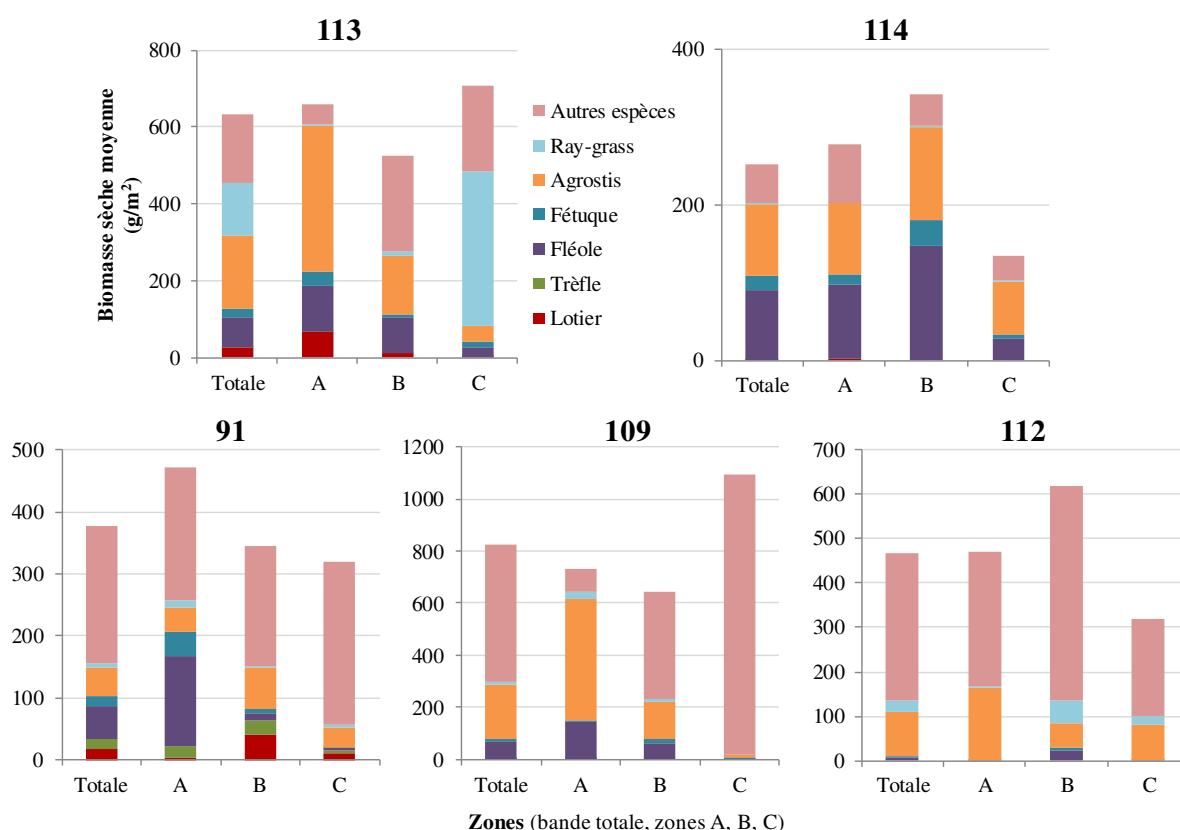 113
800
600
400
200
0
Biomasse sèche moyenne
(g/m²)
Totale A B C
Autres espèces
Ray-grass
Agrostis
Fétuque
Fléole
Trèfle
Lotier
114
400
200
0
Totale A B C
91
500
400
300
200
100
0
Totale A B C
109
1200
1000
800
600
400
200
0
Totale A B C
112
700
600
500
400
300
200
100
0
Totale A B C
Zones (bande totale, zones A, B, C)